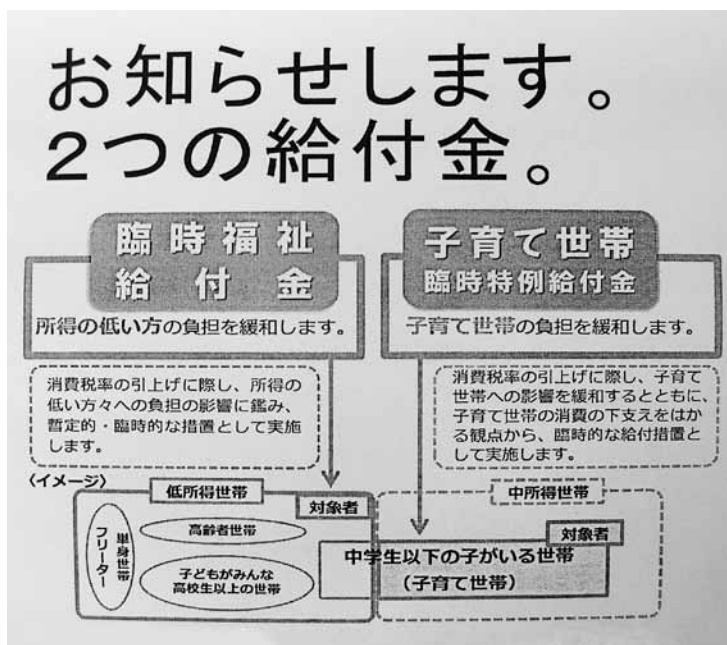 お知らせします。
2つの給付金。
臨時福祉
給付金
所得の低い方の負担を緩和します。
子育て世帯
臨時特例給付金
子育て世帯の負担を緩和します。
消費税率の引上げに際し、所得の
低い方々への負担の影響に鑑み、
暫定的・臨時的な措置として実施
します。
消費税率の引上げに際し、子育て
世帯への影響を緩和するとともに、
子育て世帯の消費の下支えをはか
る観点から、臨時的な給付措置と
して実施します。
〈イメージ〉
低所得世帯
対象者
単身世帯
フリーター
高齢者世帯
子どもがみんな
高校生以上の世帯
中所得世帯
対象者
中学生以下の子がいる世帯
(子育て世帯)